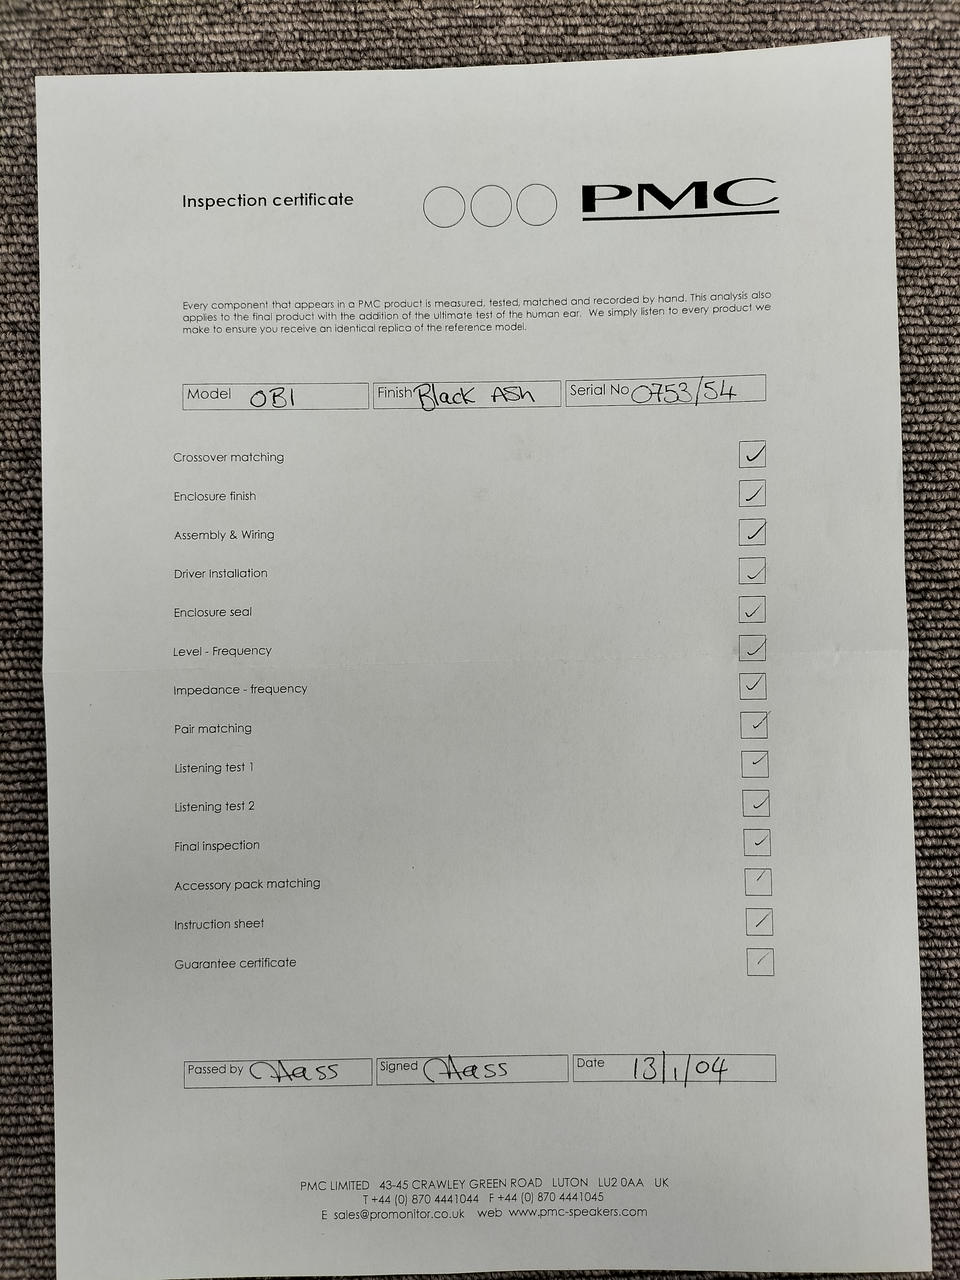 Inspection certificate
PMC
Every component that appears in a PMC product is measured, tested, matched and recorded by hand. This analysis also
applies to the final product with the addition of the ultimate test of the human ear. We simply listen to every product we
make to ensure you receive an identical replica of the reference model.
Model OB1 Finish Black Ash Serial No 0753/54
Crossover matching
Enclosure finish
Assembly & Wiring
Driver Installation
Enclosure seal
Level - Frequency
Impedance - frequency
Pair matching
Listening test 1
Listening test 2
Final inspection
Accessory pack matching
Instruction sheet
Guarantee certificate
Passed by Signed Date 13/1/04
PMC LIMITED 43-45 CRAWLEY GREEN ROAD LUTON LU2 0AA UK
T +44 (0) 870 4441044 F +44 (0) 870 4441045
E sales@promonitor.co.uk web www.pmc-speakers.com